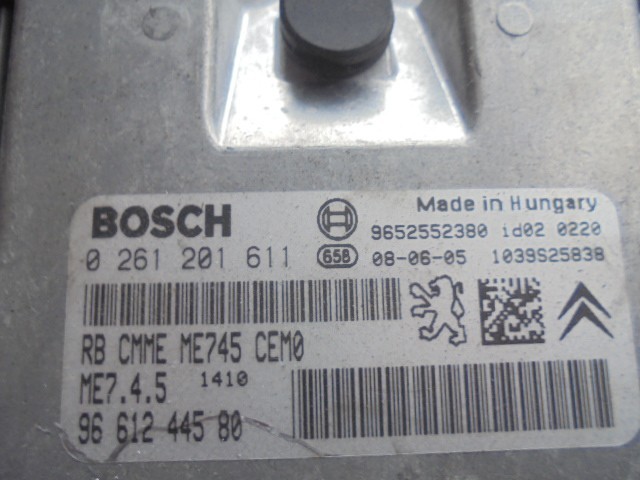 Made in Hungary
BOSCH
9652552380 id02 0220
0 261 201 611
658 08-06-05 1039S25838
RB CMME ME745 CEM0
ME7.4.5 1410
96 612 445 80